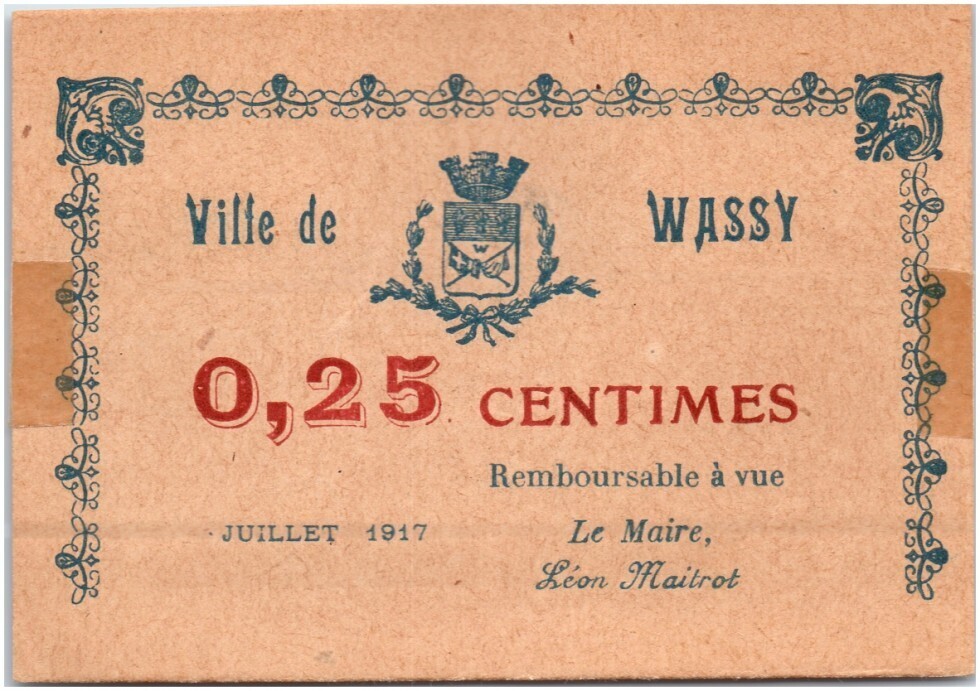 Ville de WASSY
W
0,25 CENTIMES
Remboursable à vue
JUILLET 1917
Le Maire,
Léon Maitrot